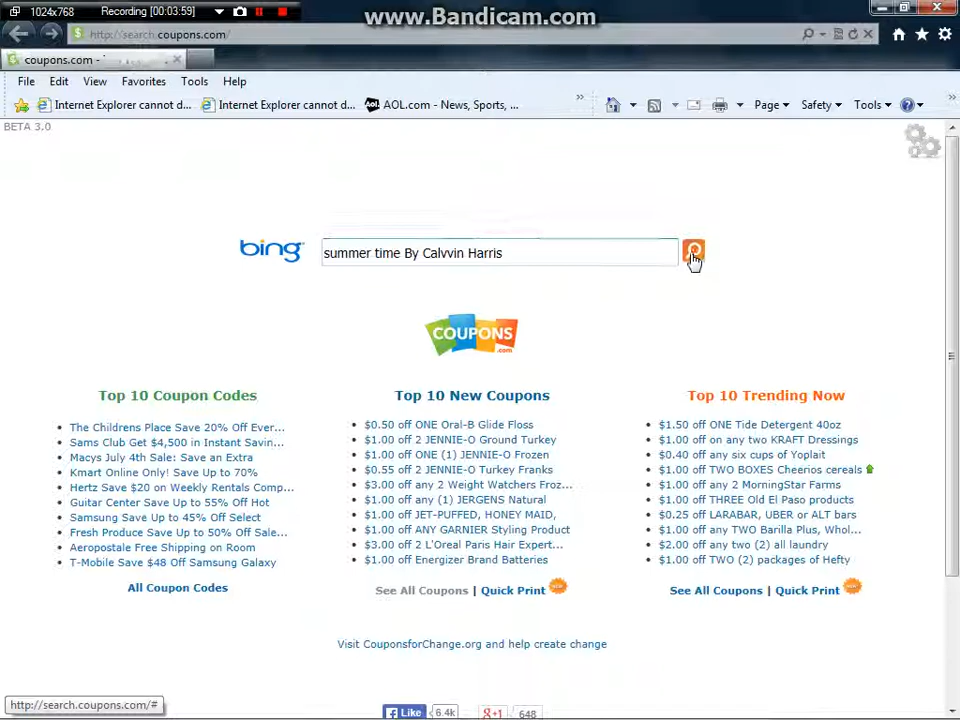 1024x768 Recording [00:03:59]
www.Bandicam.com
http://search.coupons.com/
coupons.com -
File Edit View Favorites Tools Help
Internet Explorer cannot d... Internet Explorer cannot d... Aol. AOL.com - News, Sports, ... Page Safety Tools
BETA 3.0
bing summer time By Calvvin Harris
COUPONS.com
Top 10 Coupon Codes
The Childrens Place Save 20% Off Ever...
Sams Club Get $4,500 in Instant Savin...
Macys July 4th Sale: Save an Extra
Kmart Online Only! Save Up to 70%
Hertz Save $20 on Weekly Rentals Comp...
Guitar Center Save Up to 55% Off Hot
Samsung Save Up to 45% Off Select
Fresh Produce Save Up to 50% Off Sale...
Aeropostale Free Shipping on Room
T-Mobile Save $48 Off Samsung Galaxy
All Coupon Codes
Top 10 New Coupons
$0.50 off ONE Oral-B Glide Floss
$1.00 off 2 JENNIE-O Ground Turkey
$1.00 off ONE (1) JENNIE-O Frozen
$0.55 off 2 JENNIE-O Turkey Franks
$3.00 off any 2 Weight Watchers Froz...
$1.00 off any (1) JERGENS Natural
$1.00 off JET-PUFFED, HONEY MAID,
$1.00 off ANY GARNIER Styling Product
$3.00 off 2 L'Oreal Paris Hair Expert...
$1.00 off Energizer Brand Batteries
See All Coupons | Quick Print NEW
Top 10 Trending Now
$1.50 off ONE Tide Detergent 40oz
$1.00 off on any two KRAFT Dressings
$0.40 off any six cups of Yoplait
$1.00 off TWO BOXES Cheerios cereals
$1.00 off any 2 MorningStar Farms
$1.00 off THREE Old El Paso products
$0.25 off LARABAR, UBER or ALT bars
$1.00 off any TWO Barilla Plus, Whol...
$2.00 off any two (2) all laundry
$1.00 off TWO (2) packages of Hefty
See All Coupons | Quick Print NEW
Visit CouponsforChange.org and help create change
http://search.coupons.com/#
Like 6.4k +1 648